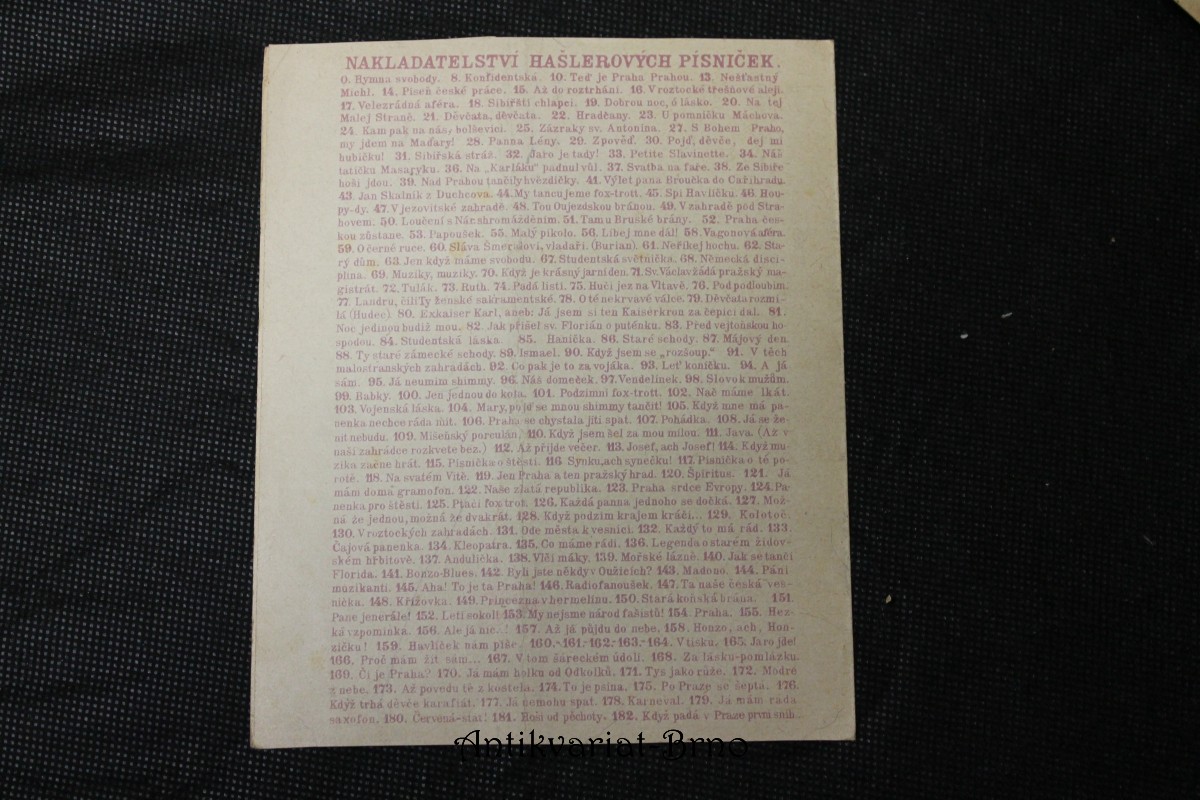 NAKLADATELSTVÍ HAŠLEROVÝCH PÍSNIČEK.
0. Hymna svobody. 8. Konfidentská. 10. Teď je Praha Prahou. 13. Nešťastný
Michl. 14. Píseň české práce. 15. Až do roztrhání. 16. V roztocké třešňové aleji.
17. Velezrádná aféra. 18. Sibiřští chlapci. 19. Dobrou noc, ó lásko. 20. Na tej
Malej Straně. 21. Děvčata, děvčata. 22. Hradčany. 23. U pomníčku Máchova.
24. Kam pak na nás, bolševici. 25. Zázraky sv. Antonína. 27. S Bohem Praho,
my jdem na Maďary! 28. Panna Lény. 29. Zpověď. 30. Pojď, děvče, dej mi
hubičku! 31. Sibiřská stráž. 32. Jaro je tady! 33. Petite Slavinette. 34. Náš
tatíčku Masaryku. 36. Na „Karláku“ padnul vůl. 37. Svatba na faře. 38. Ze Sibiře
hoši jdou. 39. Nad Prahou tančily hvězdičky. 41. Výlet pana Broučka do Cařihradu.
43. Jan Skalník z Duchcova. 44. My tancujeme fox-trott. 45. Spi Havlíčku. 46. Hou-
py-dy. 47. V jezovitské zahradě. 48. Tou Oujezdskou bránou. 49. V zahradě pod Stra-
hovem. 50. Loučení s Nár. shromážděním. 51. Tam u Bruské brány. 52. Praha čes-
kou zůstane. 53. Papoušek. 55. Malý pikolo. 56. Líbej mne dál! 58. Vagonová aféra.
59. O černé ruce. 60. Sláva Šmeralovi, vladaři. (Burian). 61. Neříkej hochu. 62. Sta-
rý dům. 63. Jen když máme svobodu. 67. Studentská světnička. 68. Německá disci-
plina. 69. Muziky, muziky. 70. Když je krásný jarní den. 71. Sv. Václav žádá pražský ma-
gistrát. 72. Tulák. 73. Ruth. 74. Padá listí. 75. Hučí jez na Vltavě. 76. Pod podloubím.
77. Landru, čili Ty ženské sakramentské. 78. O té nekrvavé válce. 79. Děvčata rozmi-
lá (Hudec). 80. Exkaiser Karl, aneb: Já jsem si ten Kaiserkron za čepici dal. 81.
Noc jedinou budiž mou. 82. Jak přišel sv. Florián o puténku. 83. Před vejtoňskou ho-
spodou. 84. Studentská láska. 85. Hanička. 86. Staré schody. 87. Májový den.
88. Ty staré zámecké schody. 89. Ismael. 90. Když jsem se „rozšoup.“ 91. V těch
malostranských zahradách. 92. Co pak je to za vojáka. 93. Leť koníčku. 94. A já
sám. 95. Já neumím shimmy. 96. Náš domeček. 97. Vendelínek. 98. Slovo k mužům.
99. Babky. 100. Jen jednou do kola. 101. Podzimní fox-trott. 102. Nač máme lkát.
103. Vojenská láska. 104. Mary, pojď se mnou shimmy tančit! 105. Když mne má pa-
nenka nechce ráda mít. 106. Praha se chystala jíti spat. 107. Pohádka. 108. Já se že-
nit nebudu. 109. Míšeňský porculán. 110. Když jsem šel za mou milou. 111. Java. (Až v
naší zahrádce rozkvete bez.) 112. Až přijde večer. 113. Josef, ach Josef! 114. Když mu-
zika začne hrát. 115. Písnička o štěstí. 116 Synku, ach synečku! 117. Písnička o té po-
rotě. 118. Na svatém Vítě. 119. Jen Praha a ten pražský hrad. 120. Špiritus. 121. Já
mám doma gramofon. 122. Naše zlatá republika. 123. Praha srdce Evropy. 124. Pa-
nenka pro štěstí. 125. Ptačí fox trot. 126. Každá panna jednoho se dočká. 127. Mož-
ná že jednou, možná že dvakrát. 128. Když podzim krajem kráčí... 129. Kolotoč.
130. V roztockých zahradách. 131. Ode města k vesnici. 132. Každý to má rád. 133.
Čajová panenka. 134. Kleopatra. 135. Co máme rádi. 136. Legenda o starém židov-
ském hřbitově. 137. Andulička. 138. Vlčí máky. 139. Mořské lázně. 140. Jak se tančí
Florida. 141. Bonzo-Blues. 142. Byli jste někdy v Oužicích? 143. Madono. 144. Páni
muzikanti. 145. Aha! To je ta Praha! 146. Radiofanoušek. 147. Ta naše česká ves-
nička. 148. Křížovka. 149. Princezna v hermelínu. 150. Stará koňská brána. 151.
Pane jenerále! 152. Letí sokol! 153. My nejsme národ fašistů! 154. Praha. 155. Hez-
ká vzpomínka. 156. Ale já nic..! 157. Až já půjdu do nebe. 158. Honzo, ach, Hon-
zíčku! 159. Havlíček nám píše. 160.-161.-162.-163.-164. V tisku. 165. Jaro jde!
166. Proč mám žít sám... 167. V tom šáreckém údolí. 168. Za lásku-pomlázku.
169. Čí je Praha? 170. Já mám holku od Odkolků. 171. Tys jako růže. 172. Modré
z nebe. 173. Až povedu tě z kostela. 174. To je psina. 175. Po Praze se šeptá. 176.
Když trhá děvče karafiát. 177. Já nemohu spat. 178. Karneval. 179. Já mám ráda
saxofon. 180. Červená-stát! 181. Hoši od pěchoty. 182. Když padá v Praze první sníh...
Antikvariat-Brno